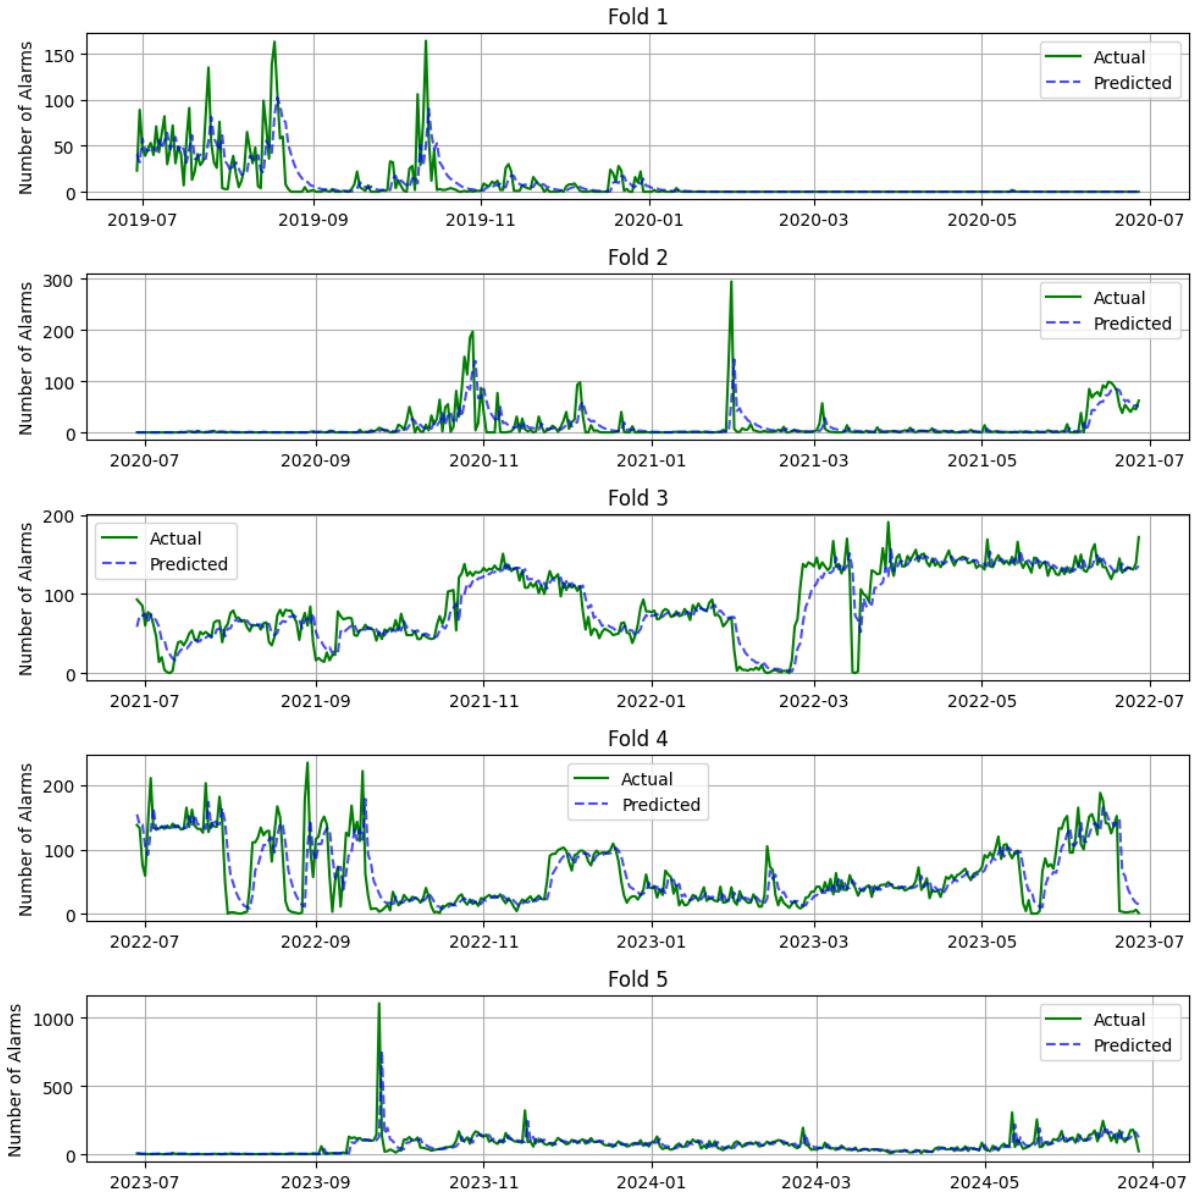 Fold 1
Number of Alarms
150
100
50
0
Actual
Predicted
2019-07 2019-09 2019-11 2020-01 2020-03 2020-05 2020-07
Fold 2
Number of Alarms
300
200
100
0
Actual
Predicted
2020-07 2020-09 2020-11 2021-01 2021-03 2021-05 2021-07
Fold 3
Number of Alarms
200
100
0
Actual
Predicted
2021-07 2021-09 2021-11 2022-01 2022-03 2022-05 2022-07
Fold 4
Number of Alarms
200
100
0
Actual
Predicted
2022-07 2022-09 2022-11 2023-01 2023-03 2023-05 2023-07
Fold 5
Number of Alarms
1000
500
0
Actual
Predicted
2023-07 2023-09 2023-11 2024-01 2024-03 2024-05 2024-07